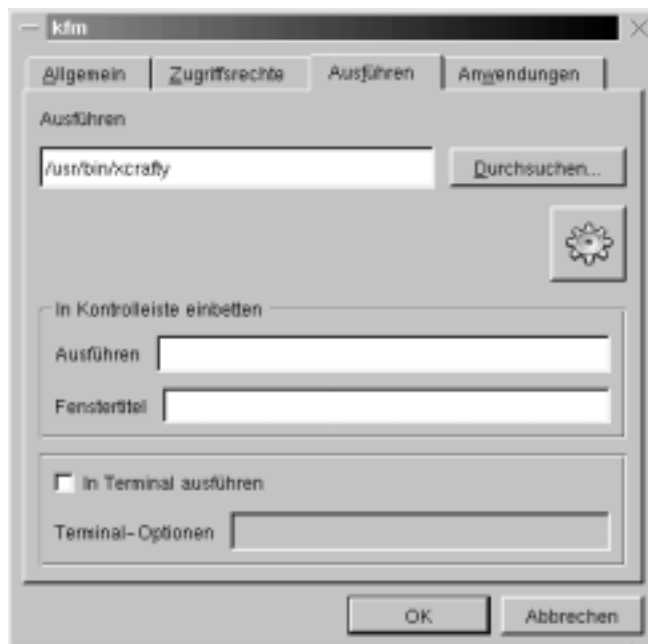 kfm
Allgemein Zugriffsrechte Ausführen Anwendungen
Ausführen
/usr/bin/xcrafty Durchsuchen...
In Kontrolleiste einbetten
Ausführen
Fenstertitel
In Terminal ausführen
Terminal-Optionen
OK Abbrechen